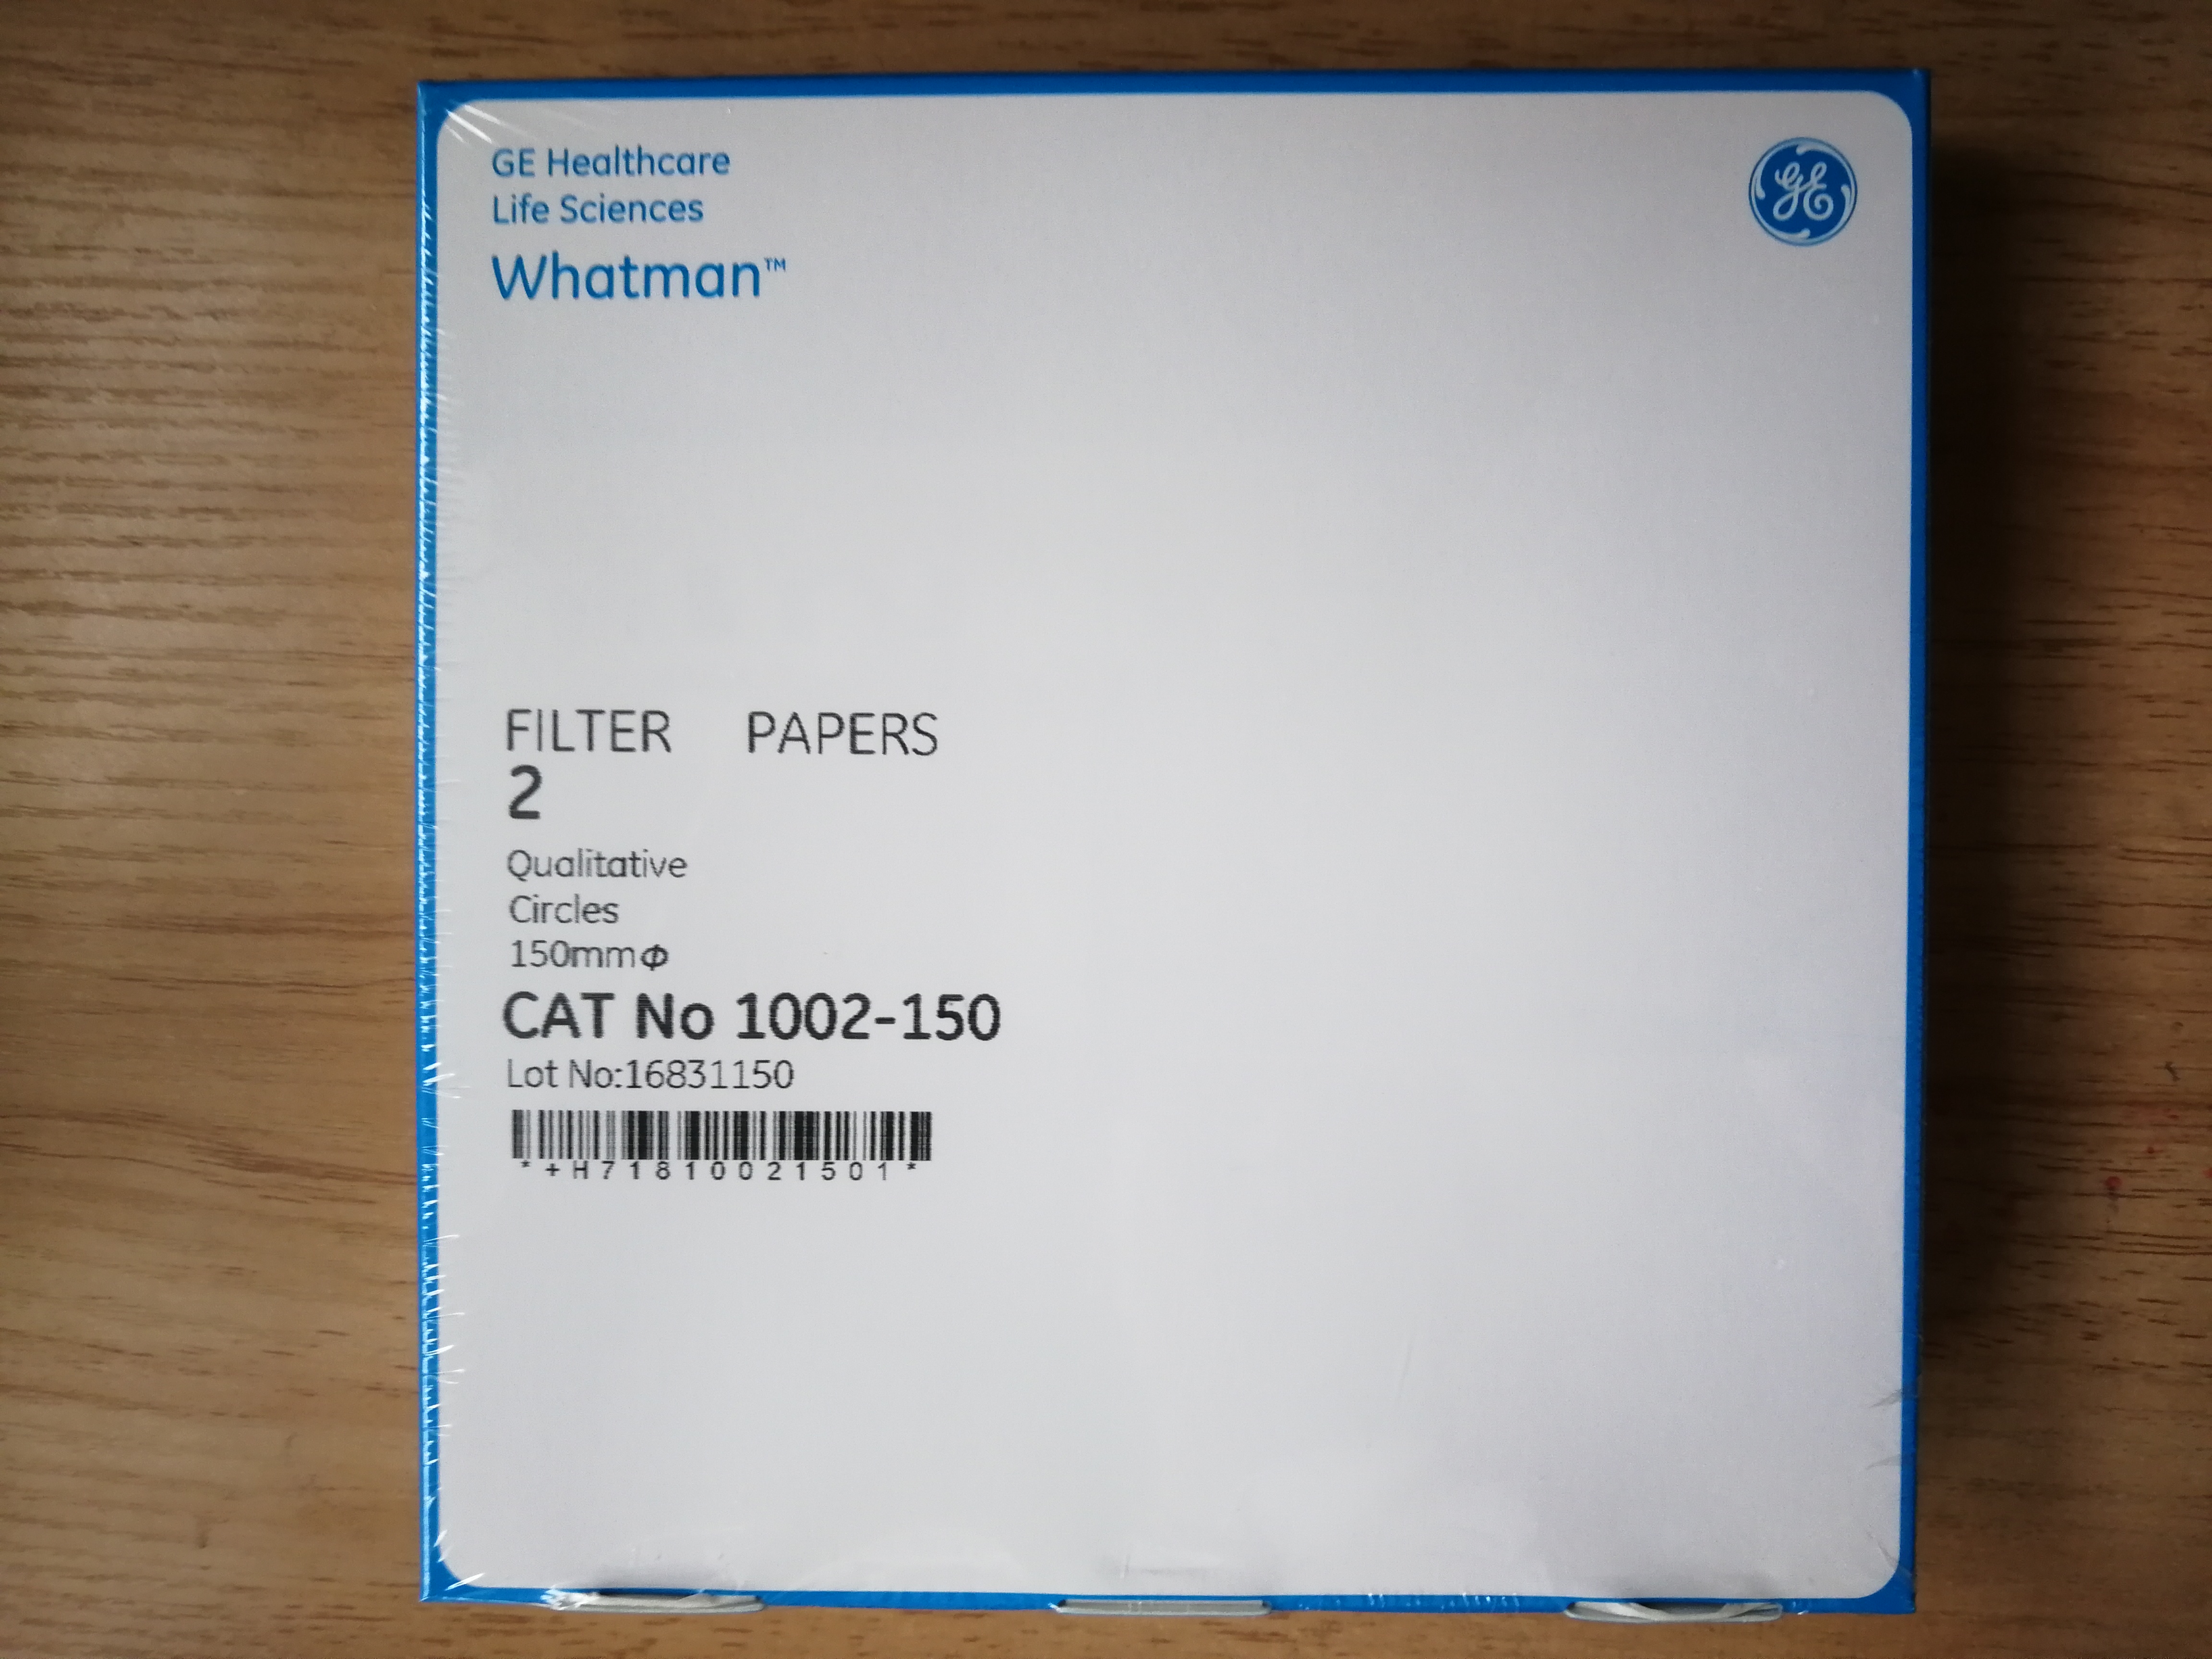 GE Healthcare
Life Sciences
Whatman™
GE
FILTER PAPERS
2
Qualitative
Circles
150mmΦ
CAT No 1002-150
Lot No:16831150
*+H71810021501*